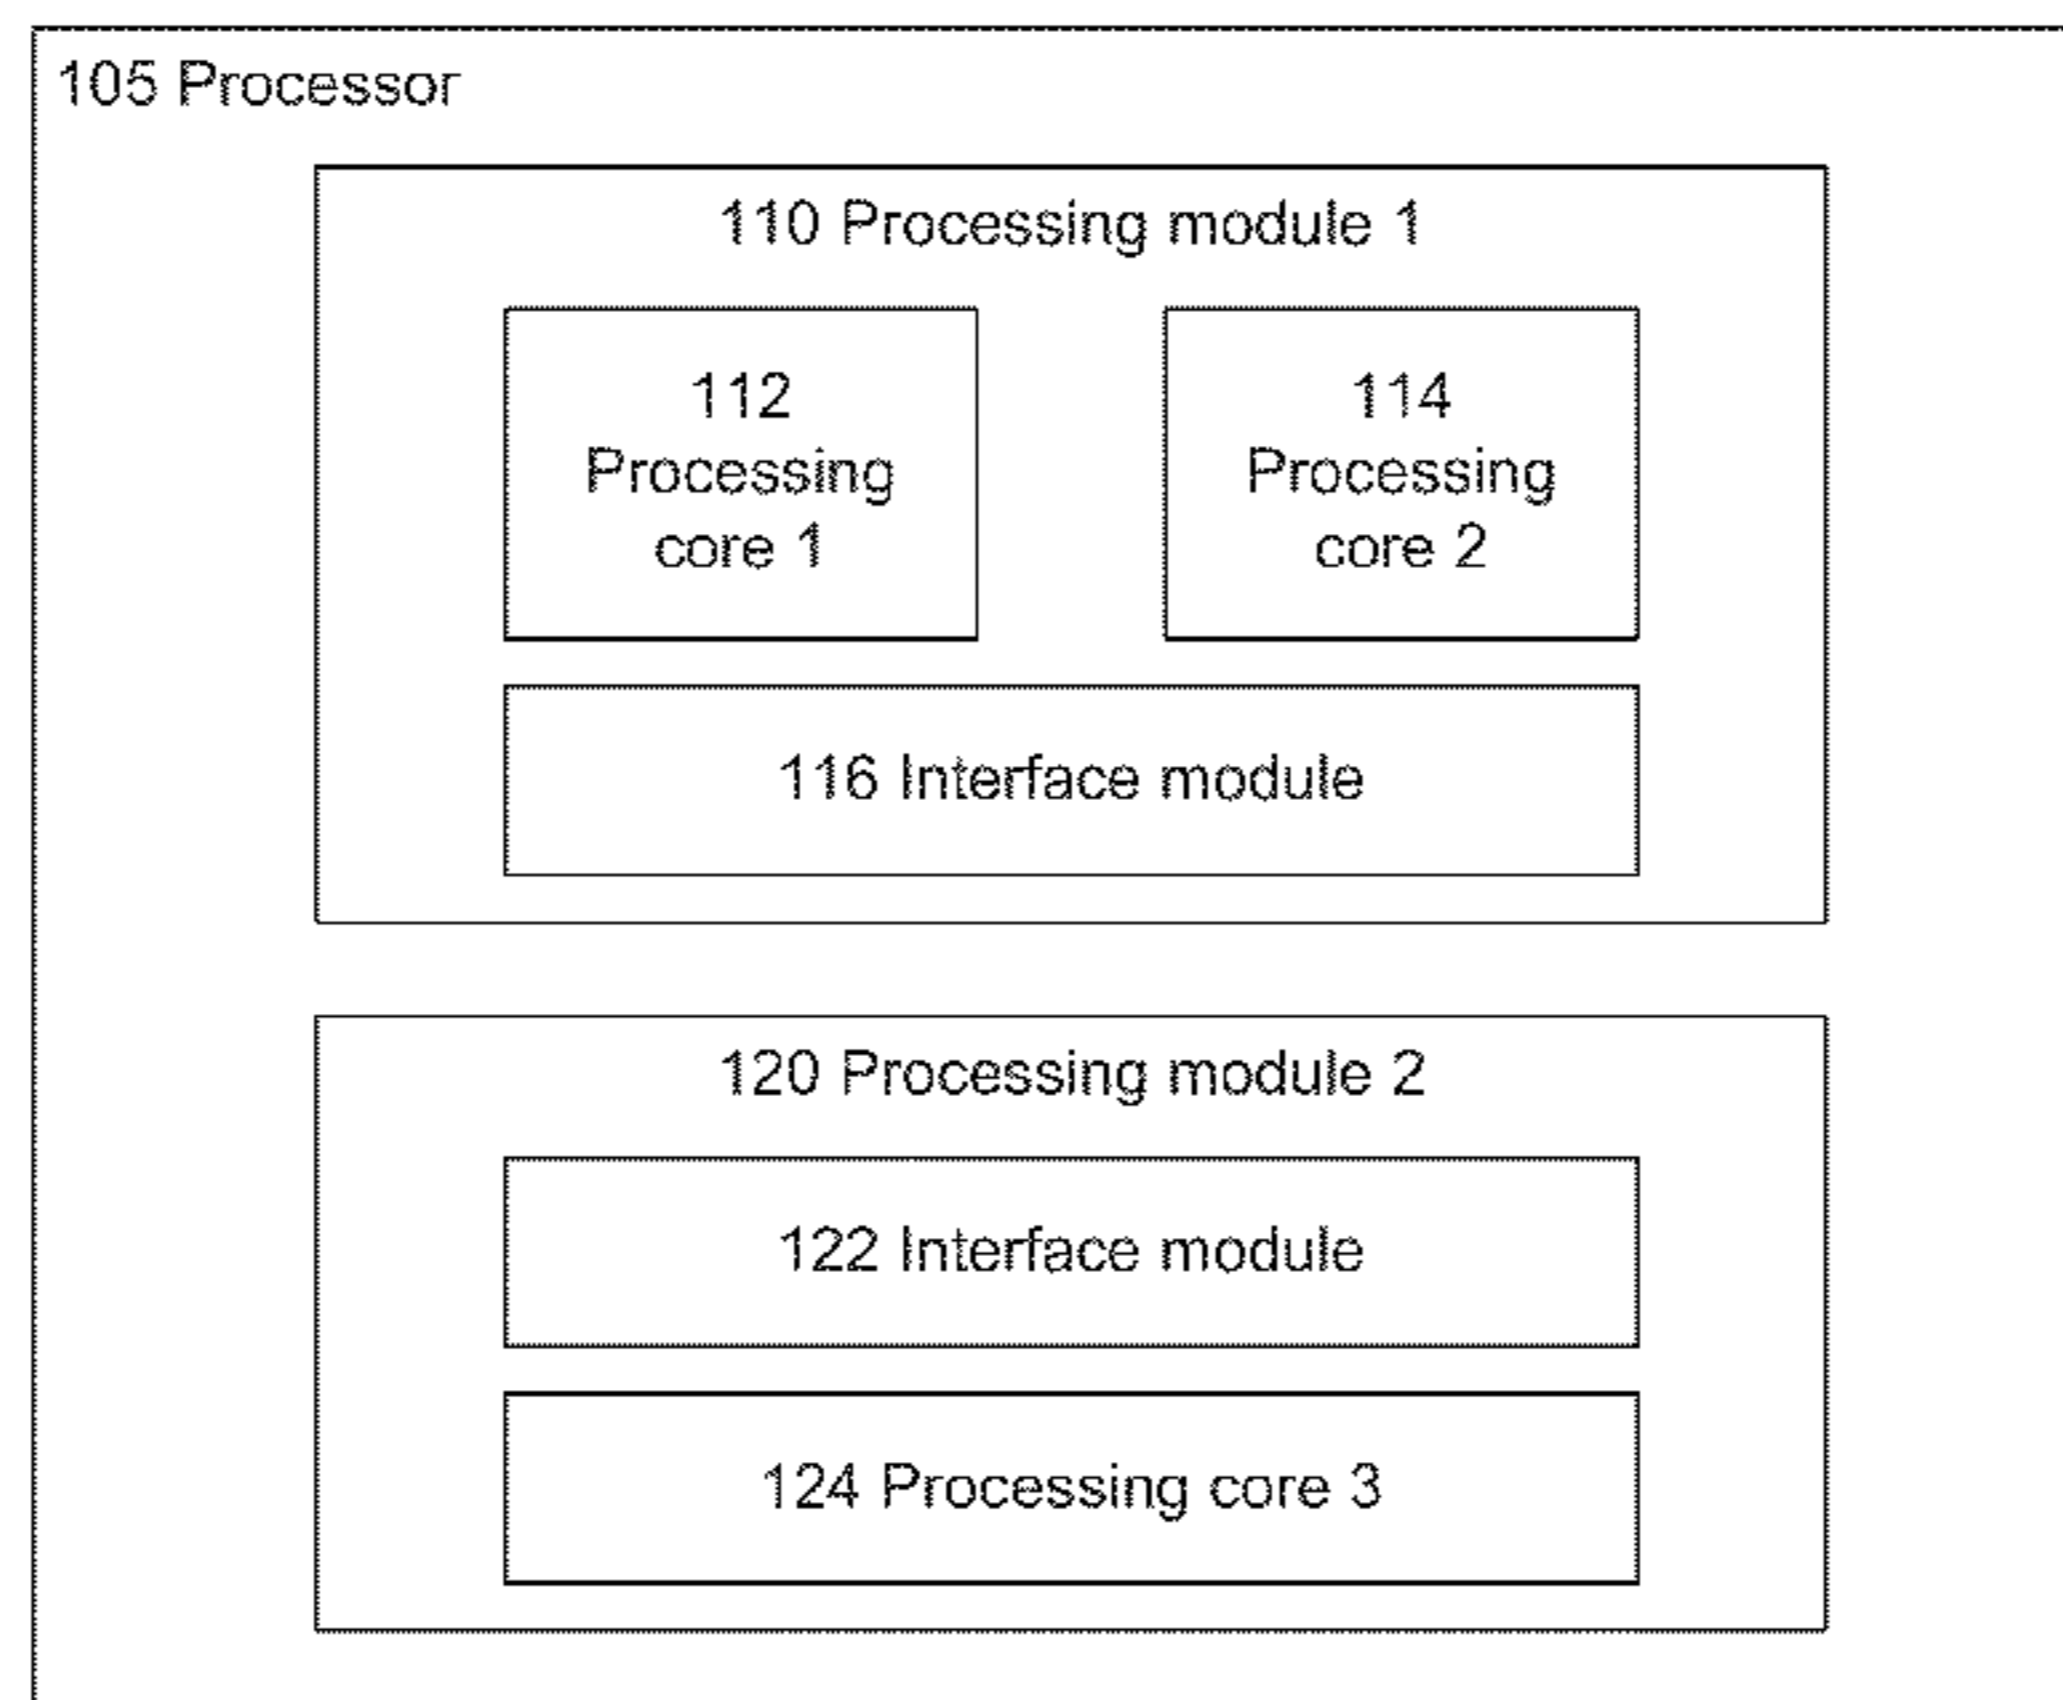 105 Processor
110 Processing module 1
112
Processing
core 1
114
Processing
core 2
116 Interface module
120 Processing module 2
122 Interface module
124 Processing core 3